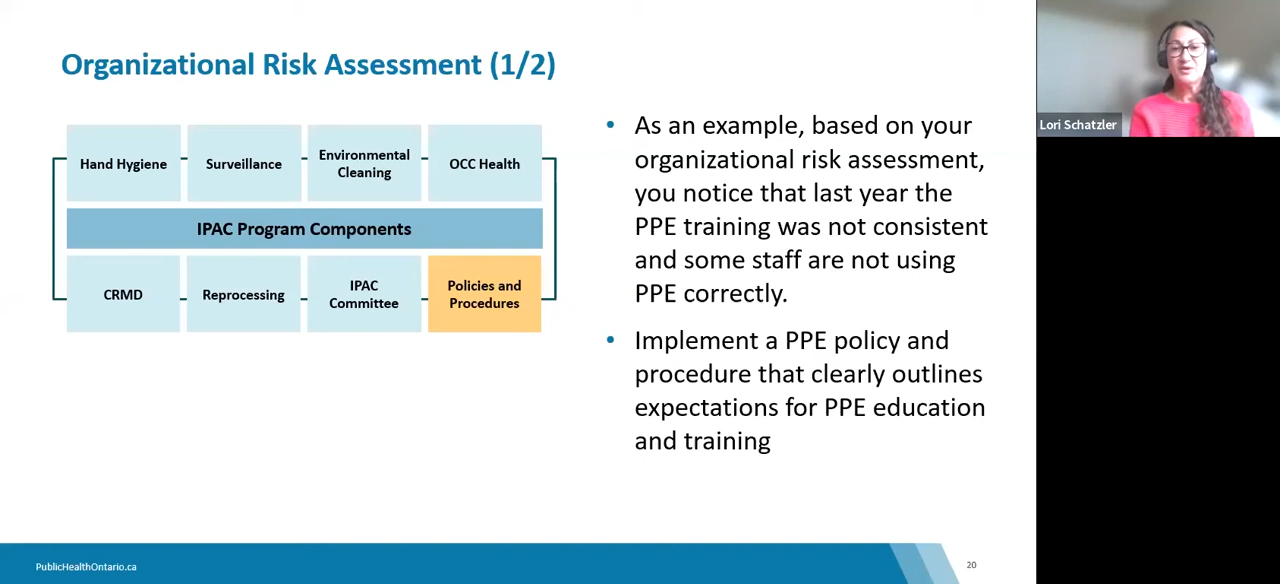 Organizational Risk Assessment (1/2)
Hand Hygiene
Surveillance
Environmental
Cleaning
OCC Health
IPAC Program Components
CRMD
Reprocessing
IPAC
Committee
Policies and
Procedures
• As an example, based on your
organizational risk assessment,
you notice that last year the
PPE training was not consistent
and some staff are not using
PPE correctly.
• Implement a PPE policy and
procedure that clearly outlines
expectations for PPE education
and training
PublicHealthOntario.ca
20
Lori Schatzler